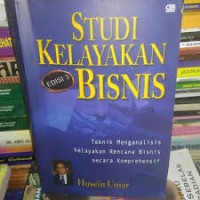 STUDI
KELAYAKAN
EDISI 3
BISNIS
Teknik Menganalisis
Kelayakan Rencana Bisnis
secara Komprehensif
Husein Umar